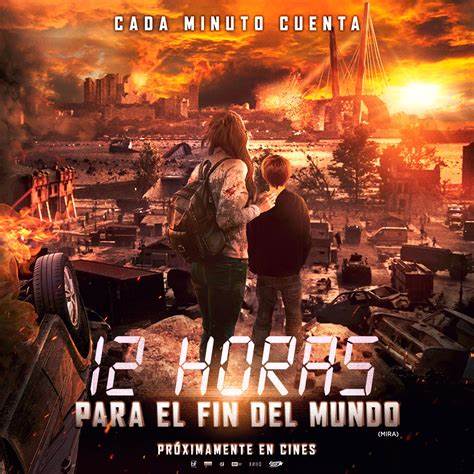 CADA MINUTO CUENTA
12 HORAS
PARA EL FIN DEL MUNDO
(MIRA)
PRÓXIMAMENTE EN CINES